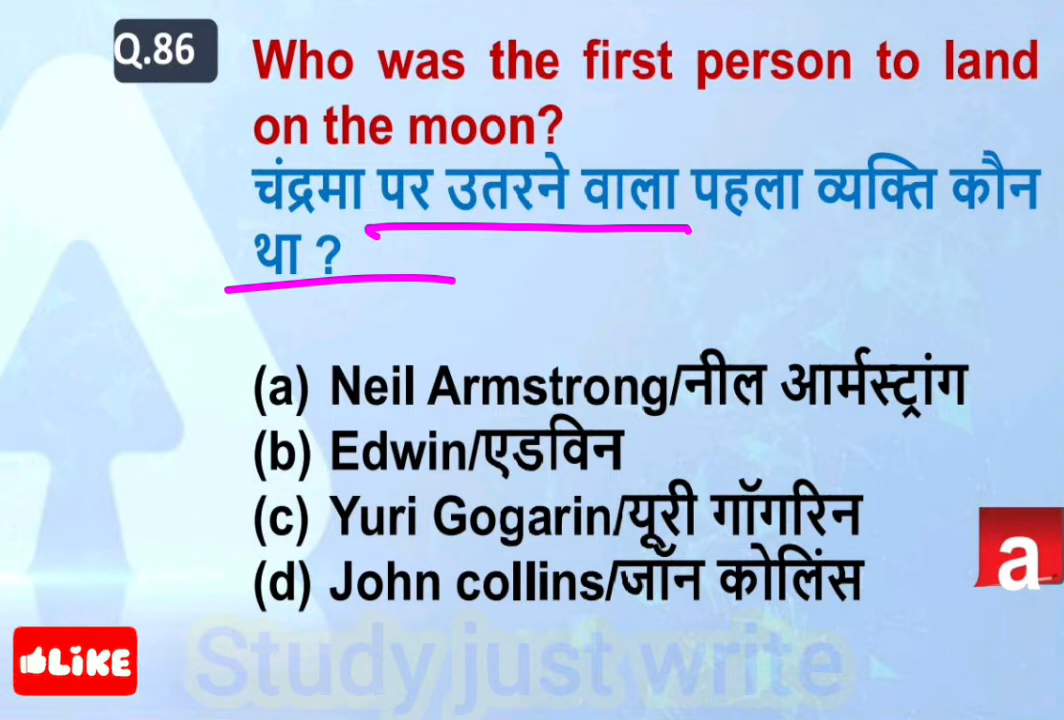 Q.86
Who was the first person to land
on the moon?
चंद्रमा पर उतरने वाला पहला व्यक्ति कौन
था ?
(a) Neil Armstrong/नील आर्मस्ट्रांग
(b) Edwin/एडविन
(c) Yuri Gogarin/यूरी गॉगरिन
(d) John collins/जॉन कोलिंस
a
LiKE
Study just write